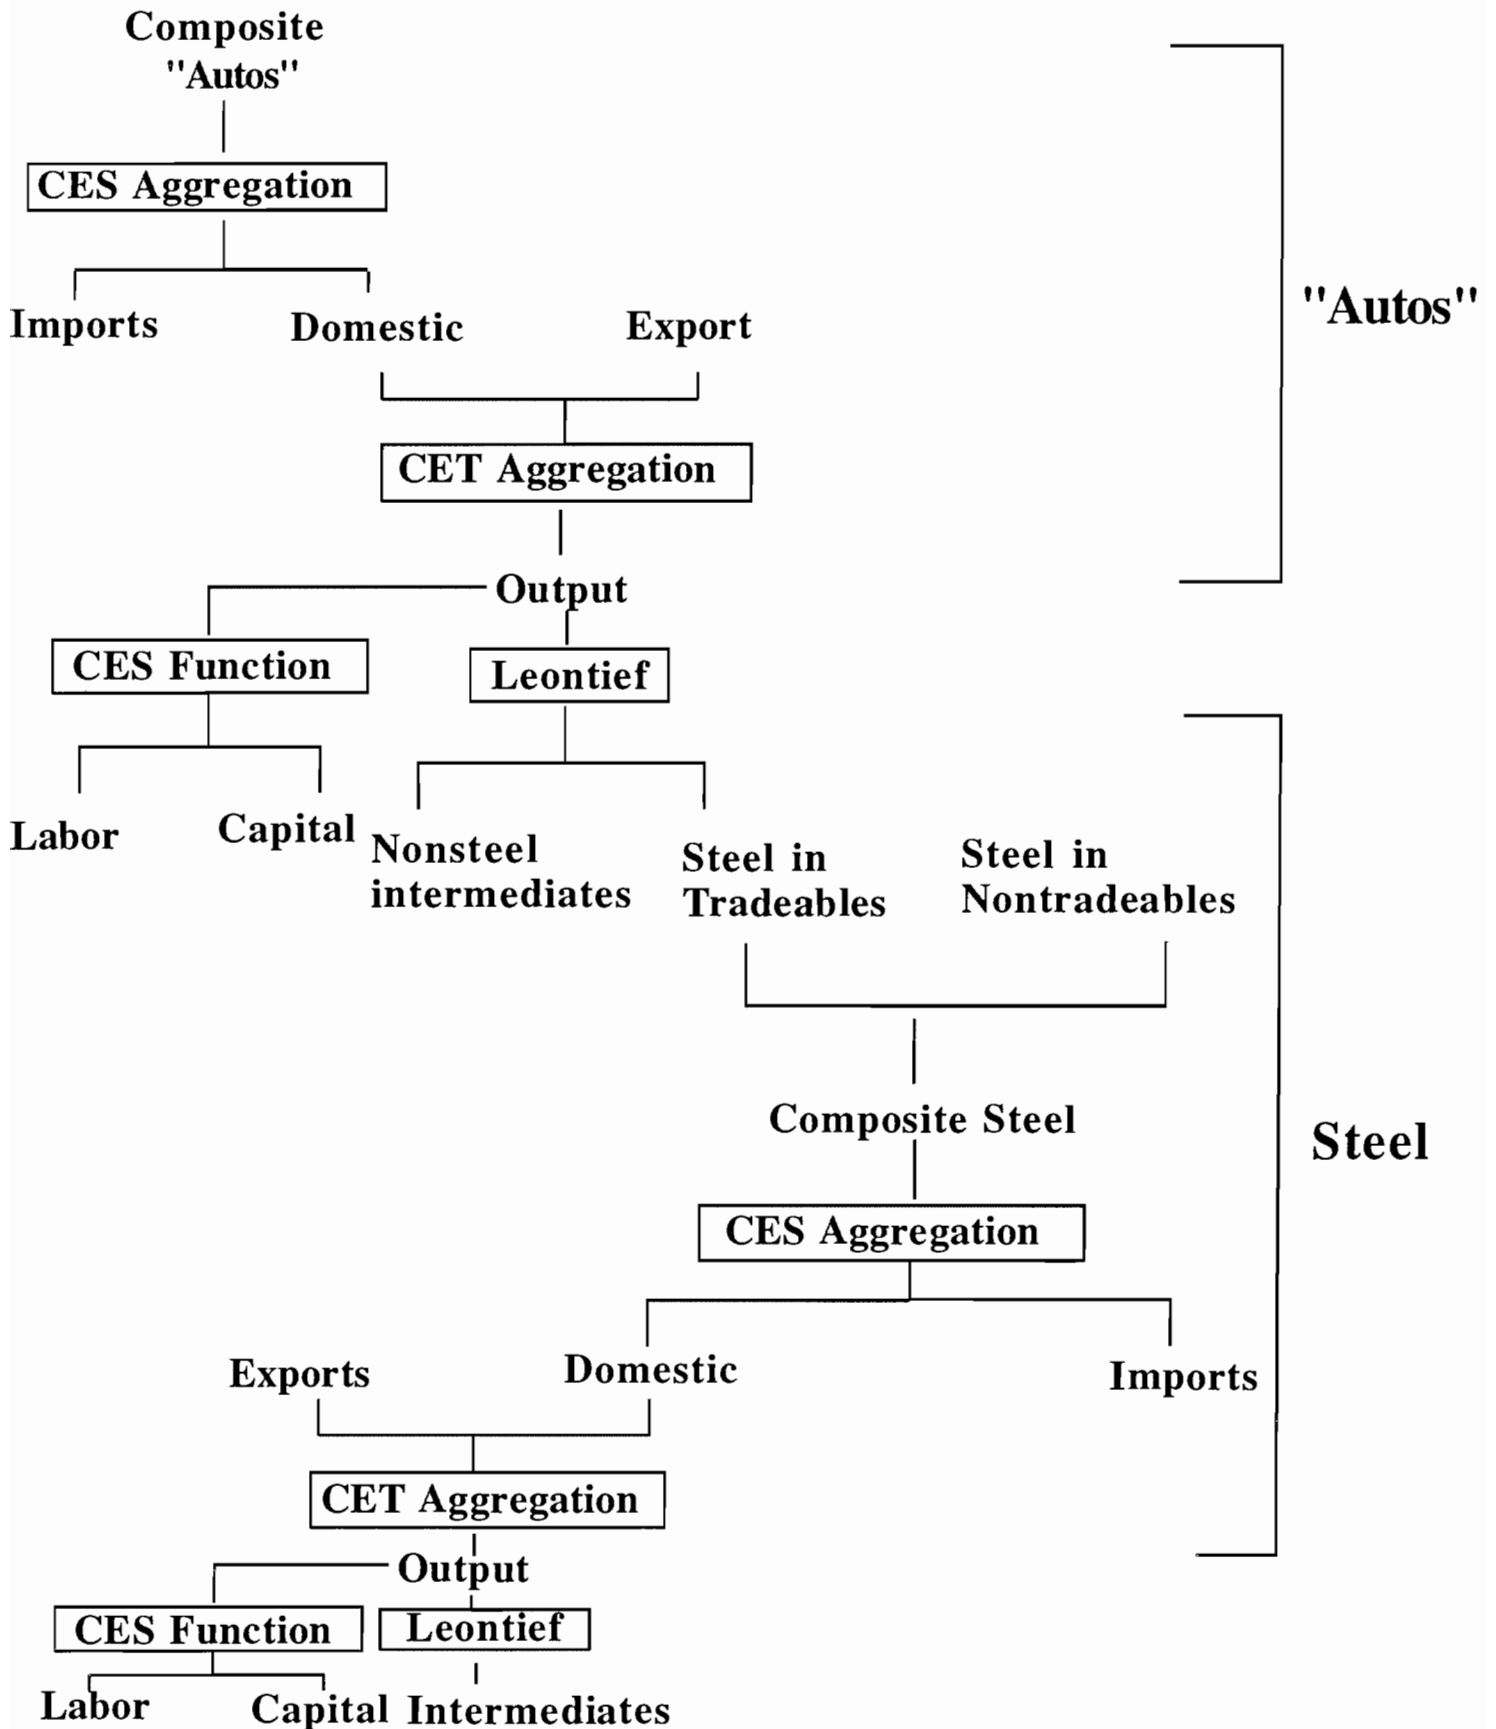 Composite
"Autos"
CES Aggregation
Imports
Domestic
Export
"Autos"
CET Aggregation
Output
CES Function
Leontief
Labor
Capital
Nonsteel
intermediates
Steel in
Tradeables
Steel in
Nontradeables
Composite Steel
Steel
CES Aggregation
Exports
Domestic
Imports
CET Aggregation
Output
CES Function
Leontief
Labor
Capital
Intermediates